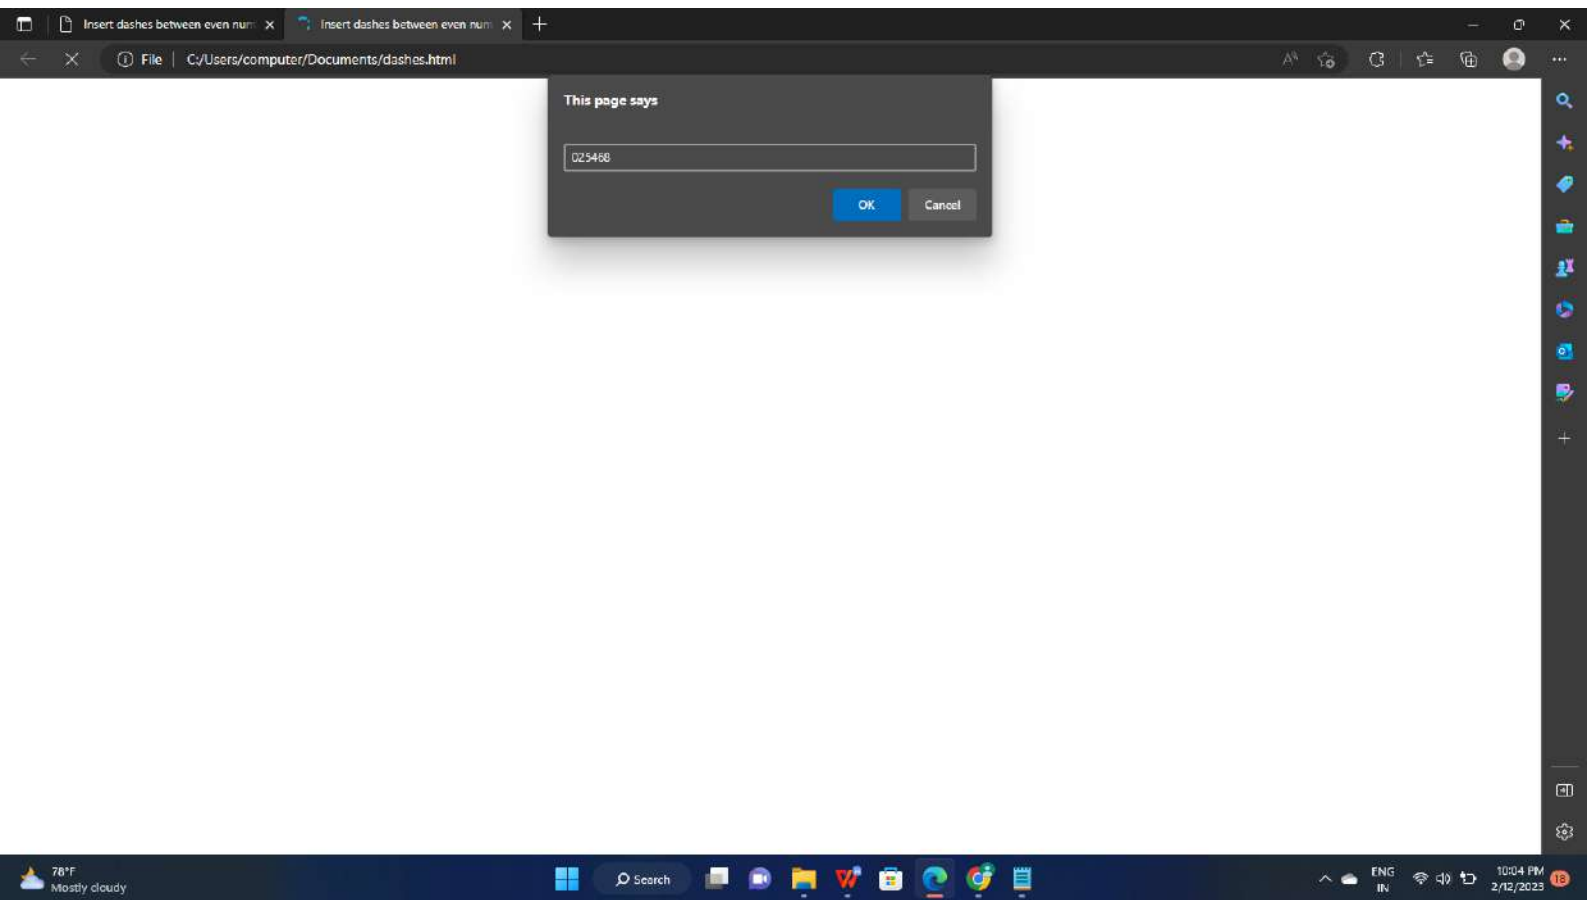 Insert dashes between even num
Insert dashes between even num
File | C:/Users/computer/Documents/dashes.html
This page says
025468
OK
Cancel
78°F
Mostly cloudy
Search
ENG
IN
10:04 PM
2/12/2023
18